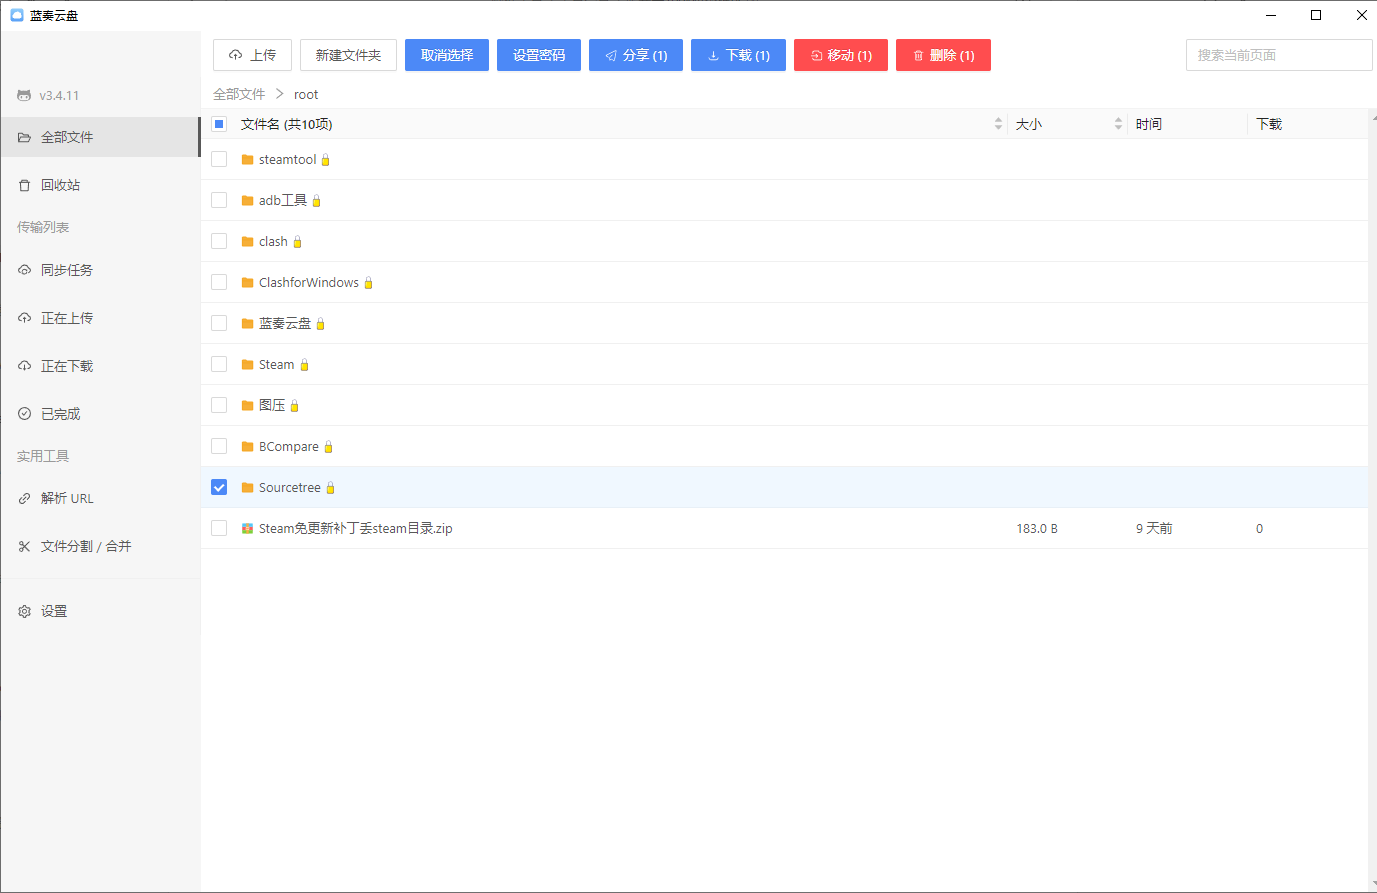 蓝奏云盘
上传 新建文件夹 取消选择 设置密码 分享 (1) 下载 (1) 移动 (1) 删除 (1) 搜索当前页面
v3.4.11
全部文件
回收站
传输列表
同步任务
正在上传
正在下载
已完成
实用工具
解析 URL
文件分割 / 合并
设置
全部文件 > root
文件名 (共10项) 大小 时间 下载
steamtool
adb工具
clash
ClashforWindows
蓝奏云盘
Steam
图压
BCompare
Sourcetree
Steam免更新补丁丢steam目录.zip 183.0 B 9 天前 0